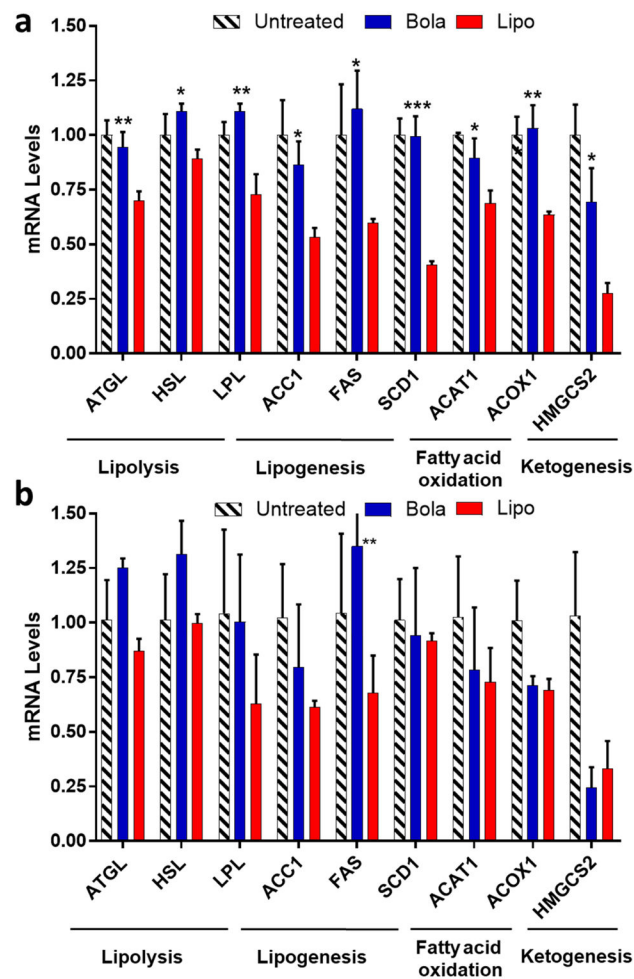 a
Untreated Bola Lipo
mRNA Levels
1.50
1.25
1.00
0.75
0.50
0.25
0.00
** * ** * * *** * ** *
ATGL HSL LPL ACC1 FAS SCD1 ACAT1 ACOX1 HMGCS2
Lipolysis Lipogenesis Fatty acid Ketogenesis
oxidation
b
Untreated Bola Lipo
mRNA Levels
1.50
1.25
1.00
0.75
0.50
0.25
0.00
**
ATGL HSL LPL ACC1 FAS SCD1 ACAT1 ACOX1 HMGCS2
Lipolysis Lipogenesis Fatty acid Ketogenesis
oxidation